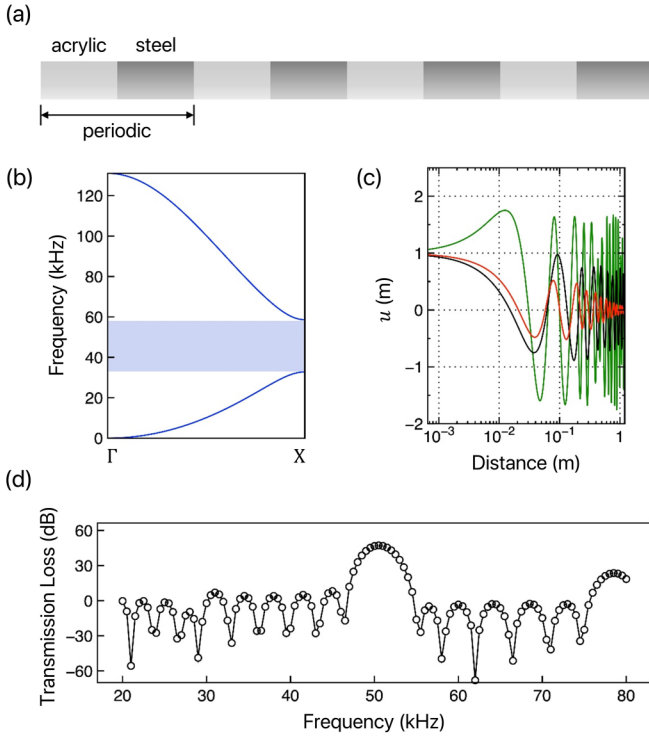 (a)
acrylic steel
periodic
(b)
Frequency (kHz)
120
100
80
60
40
20
0
Γ X
(c)
u (m)
2
1
0
-1
-2
10⁻³ 10⁻² 10⁻¹ 1
Distance (m)
(d)
Transmission Loss (dB)
60
30
0
-30
-60
20 30 40 50 60 70 80
Frequency (kHz)